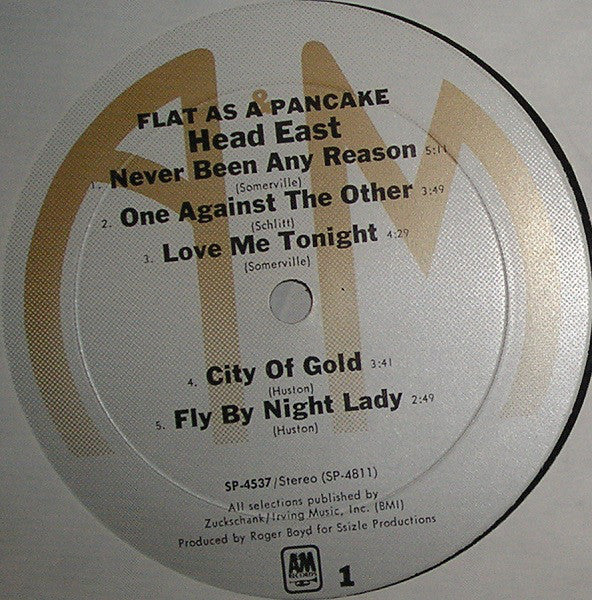 FLAT AS A PANCAKE
Head East
1. Never Been Any Reason 5:11
(Somerville)
2. One Against The Other 3:49
(Schlitt)
3. Love Me Tonight 4:29
(Somerville)
4. City Of Gold 3:41
(Huston)
5. Fly By Night Lady 2:49
(Huston)
SP-4537/Stereo (SP-4811)
All selections published by
Zuckschank/Irving Music, Inc. (BMI)
Produced by Roger Boyd for Ssizle Productions
A&M
RECORDS
1